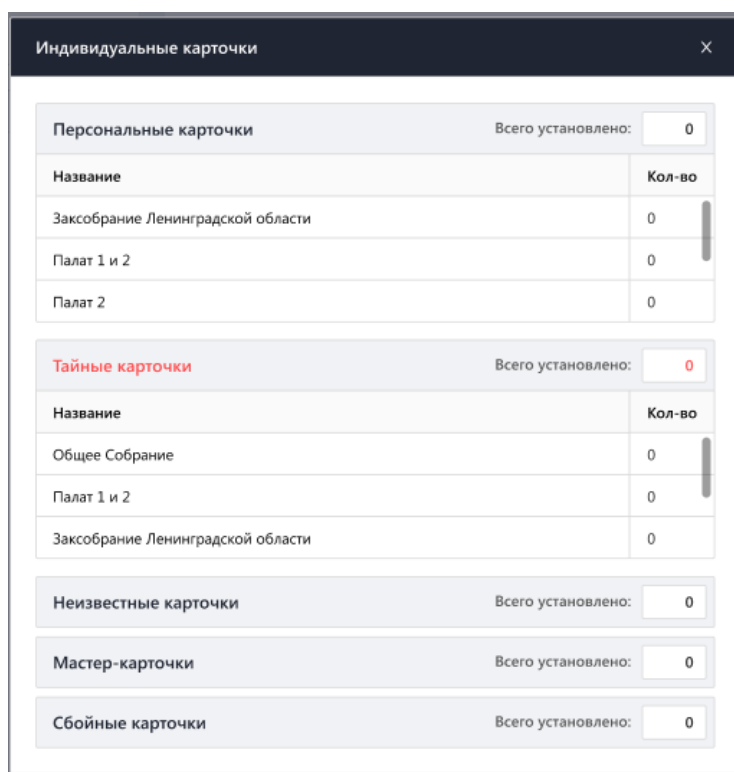 Индивидуальные карточки
Персональные карточки Всего установлено: 0
Название Кол-во
Заксобрание Ленинградской области 0
Палат 1 и 2 0
Палат 2 0
Тайные карточки Всего установлено: 0
Название Кол-во
Общее Собрание 0
Палат 1 и 2 0
Заксобрание Ленинградской области 0
Неизвестные карточки Всего установлено: 0
Мастер-карточки Всего установлено: 0
Сбойные карточки Всего установлено: 0